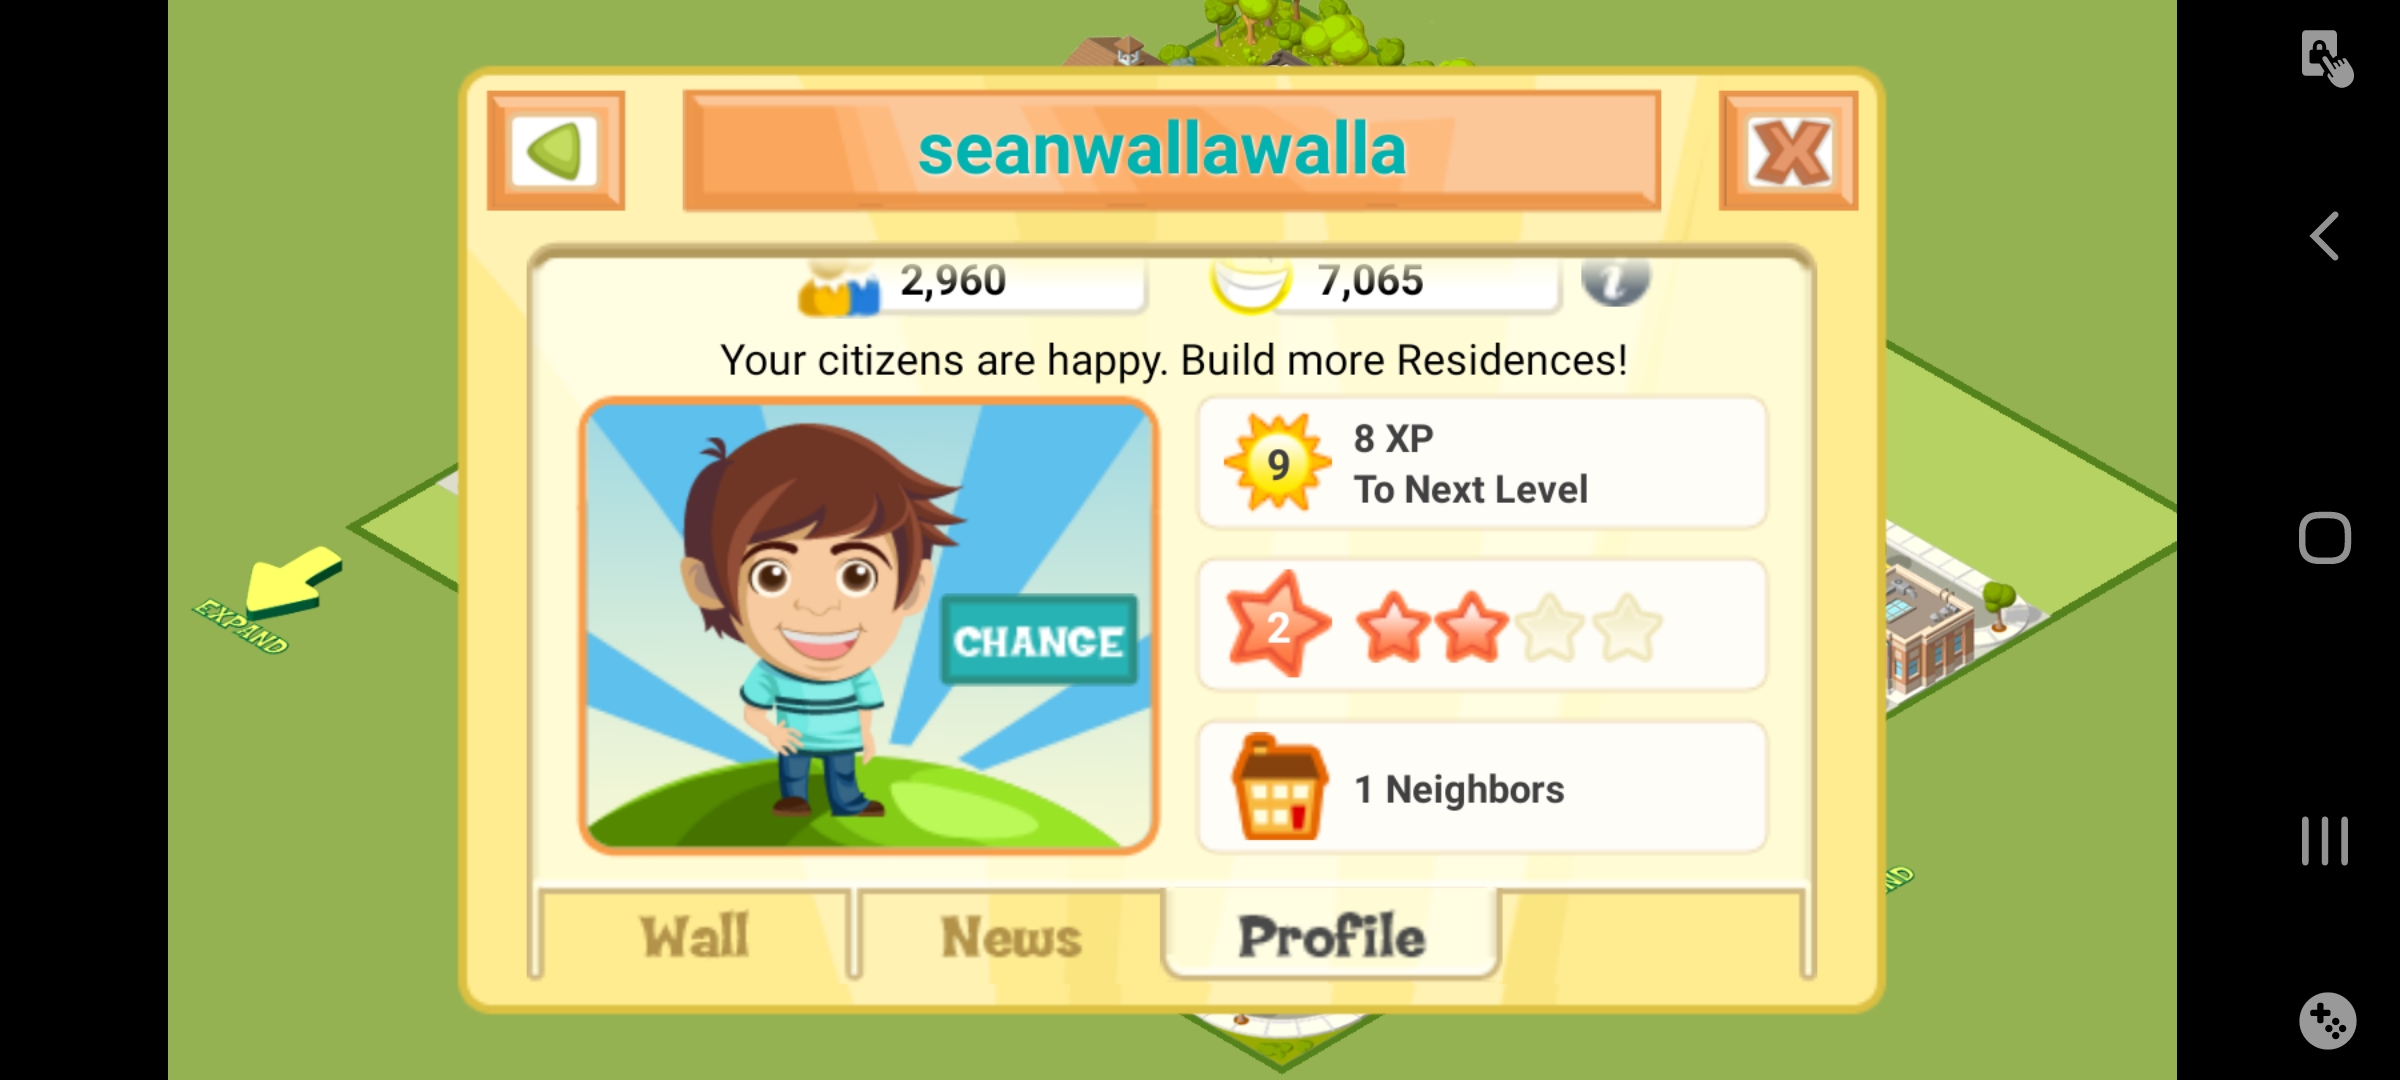 seanwallawalla
2,960
7,065
i
Your citizens are happy. Build more Residences!
9
8 XP
To Next Level
CHANGE
2
1 Neighbors
EXPAND
ND
Wall
News
Profile